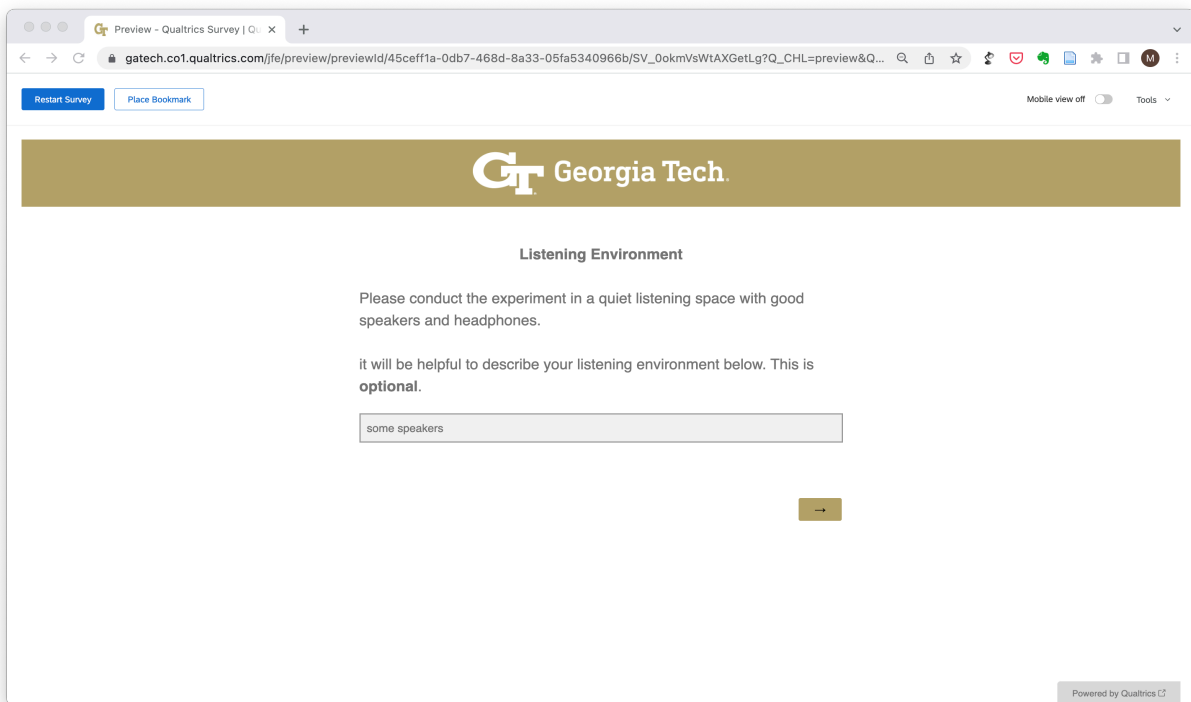 Preview - Qualtrics Survey | Qu
gatech.co1.qualtrics.com/jfe/preview/previewId/45ceff1a-0db7-468d-8a33-05fa5340966b/SV_0okmVsWtAXGetLg?Q_CHL=preview&Q...
M
Restart Survey
Place Bookmark
Mobile view off
Tools
GT Georgia Tech.
Listening Environment
Please conduct the experiment in a quiet listening space with good
speakers and headphones.
it will be helpful to describe your listening environment below. This is
optional.
some speakers
→
Powered by Qualtrics